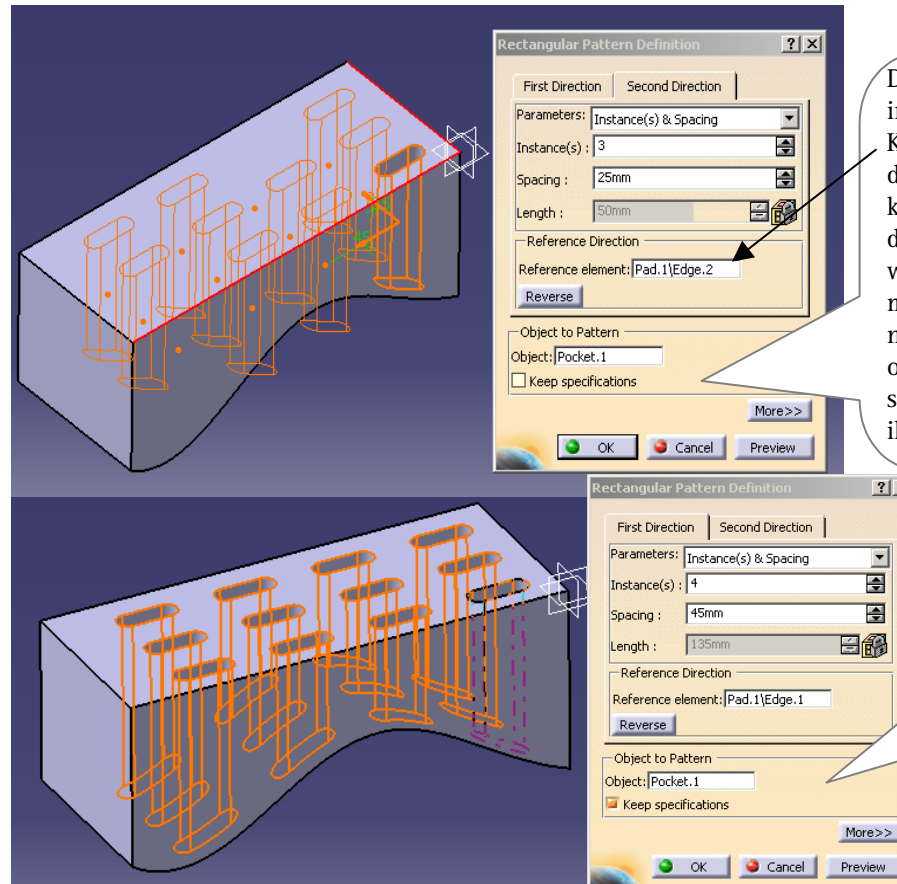 Rectangular Pattern Definition
First Direction
Second Direction
Parameters: Instance(s) & Spacing
Instance(s) : 3
Spacing : 25mm
Length : 50mm
Reference Direction
Reference element: Pad.1\Edge.2
Reverse
Object to Pattern
Object: Pocket.1
Keep specifications
More>>
OK Cancel Preview
Rectangular Pattern Definition
First Direction
Second Direction
Parameters: Instance(s) & Spacing
Instance(s) : 4
Spacing : 45mm
Length : 135mm
Reference Direction
Reference element: Pad.1\Edge.1
Reverse
Object to Pattern
Object: Pocket.1
Keep specifications
More>>
OK Cancel Preview